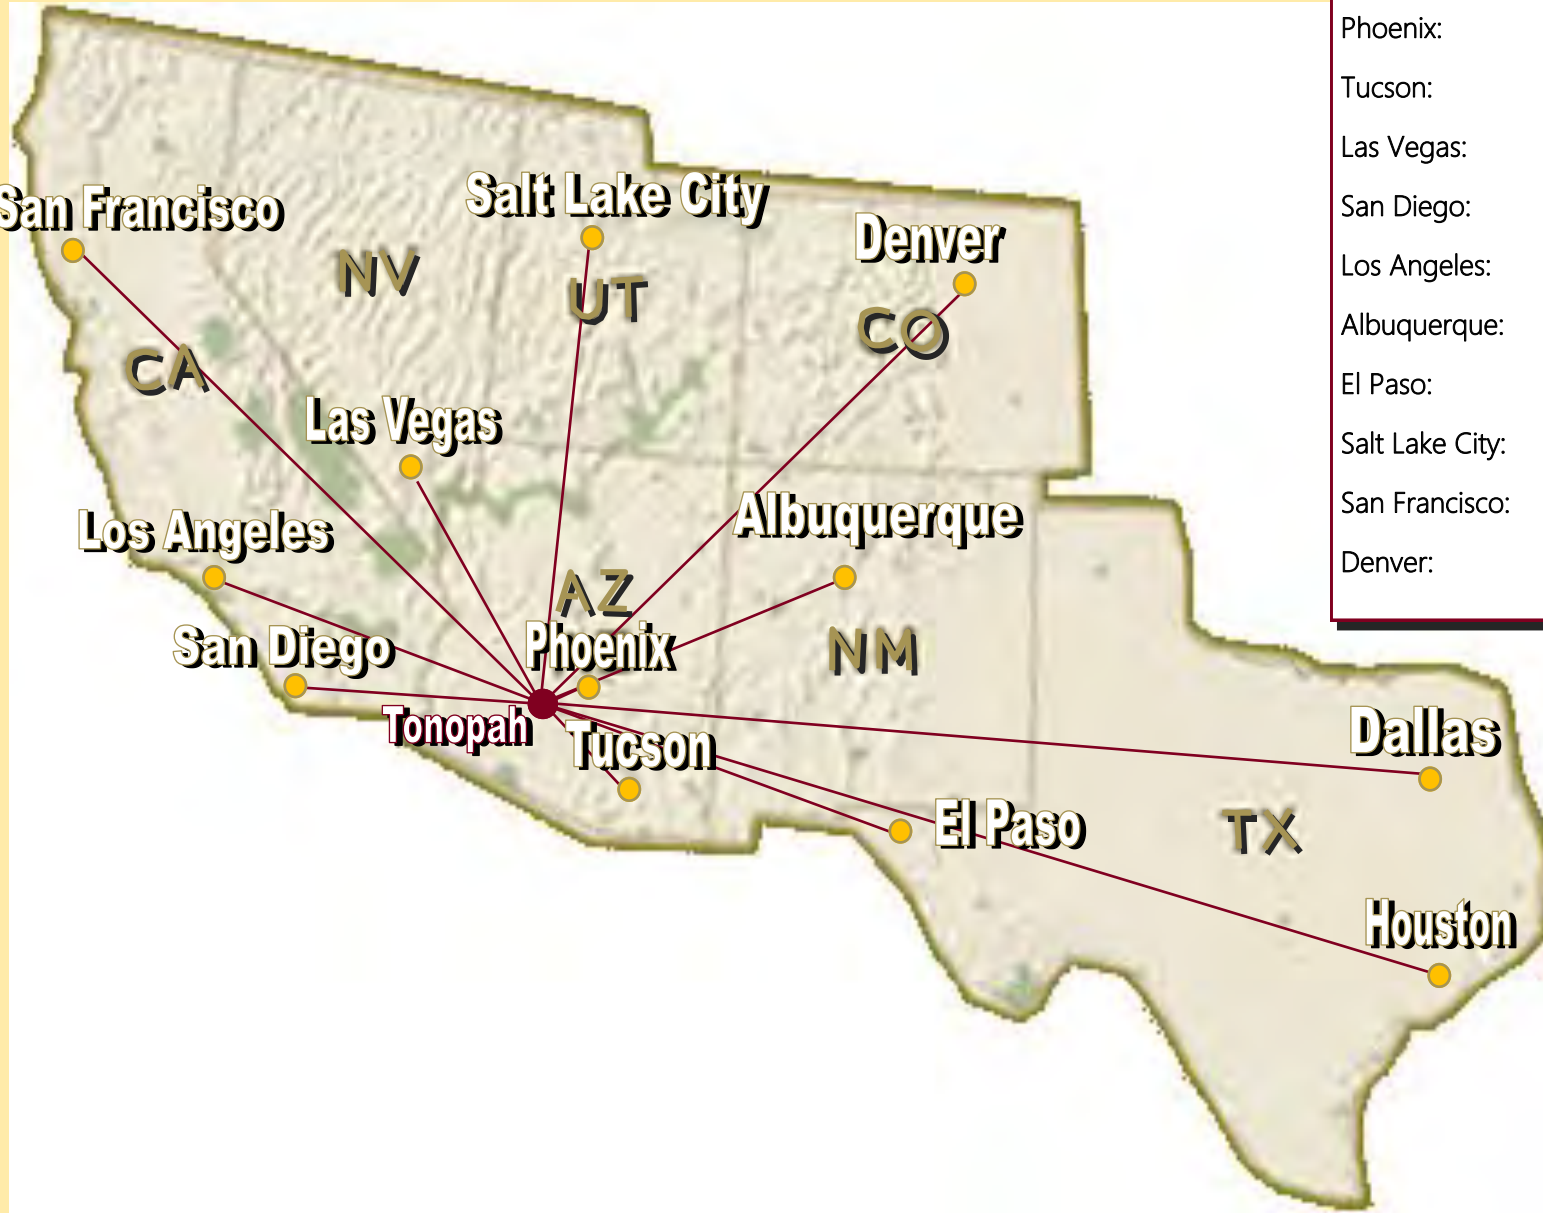 Phoenix:
Tucson:
Las Vegas:
San Diego:
Los Angeles:
Albuquerque:
El Paso:
Salt Lake City:
San Francisco:
Denver:
San Francisco
Salt Lake City
Denver
NV
UT
CO
CA
Las Vegas
Albuquerque
Los Angeles
AZ
Phoenix
San Diego
NM
Tonopah
Tucson
Dallas
El Paso
TX
Houston